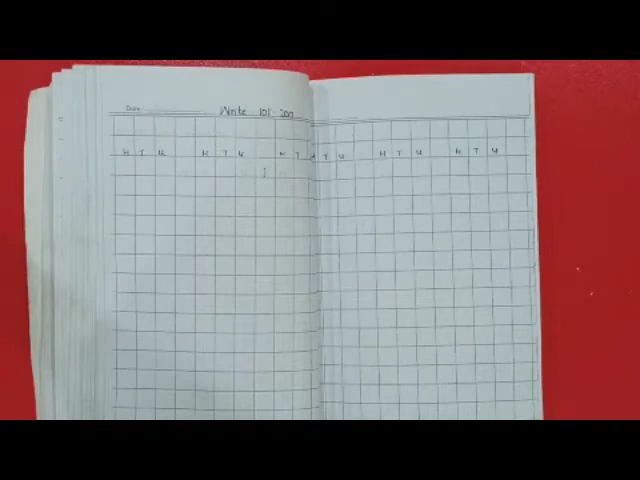 Date
Write 101 - 200
H T U H T U H T U H T U H T U